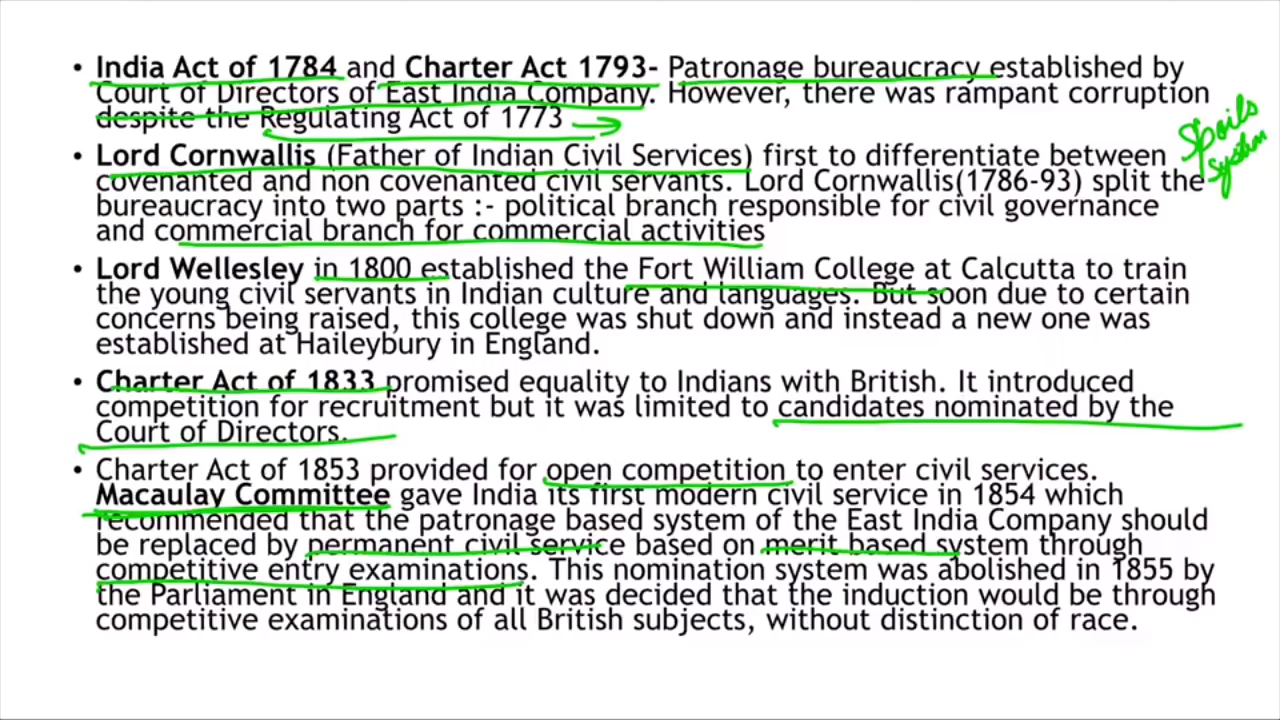 • India Act of 1784 and Charter Act 1793- Patronage bureaucracy established by
Court of Directors of East India Company. However, there was rampant corruption
despite the Regulating Act of 1773
Spoils
System
• Lord Cornwallis (Father of Indian Civil Services) first to differentiate between
covenanted and non covenanted civil servants. Lord Cornwallis(1786-93) split the
bureaucracy into two parts :- political branch responsible for civil governance
and commercial branch for commercial activities
• Lord Wellesley in 1800 established the Fort William College at Calcutta to train
the young civil servants in Indian culture and languages. But soon due to certain
concerns being raised, this college was shut down and instead a new one was
established at Haileybury in England.
• Charter Act of 1833 promised equality to Indians with British. It introduced
competition for recruitment but it was limited to candidates nominated by the
Court of Directors.
• Charter Act of 1853 provided for open competition to enter civil services.
Macaulay Committee gave India its first modern civil service in 1854 which
recommended that the patronage based system of the East India Company should
be replaced by permanent civil service based on merit based system through
competitive entry examinations. This nomination system was abolished in 1855 by
the Parliament in England and it was decided that the induction would be through
competitive examinations of all British subjects, without distinction of race.